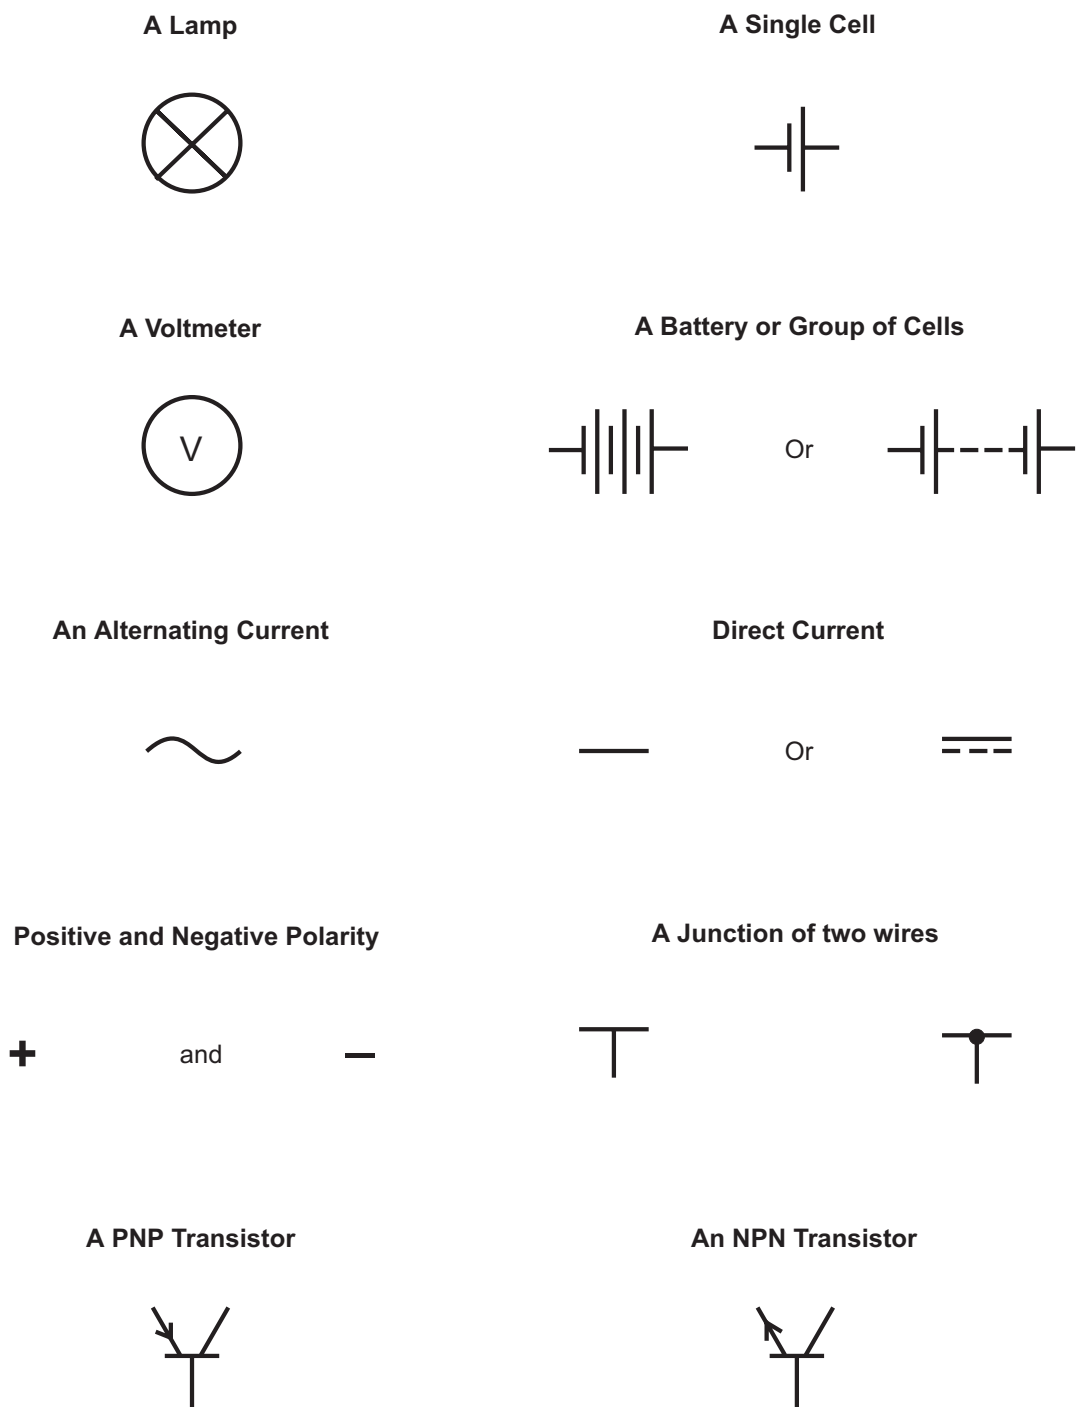 A Lamp
A Single Cell
A Voltmeter
V
A Battery or Group of Cells
Or
An Alternating Current
Direct Current
Or
Positive and Negative Polarity
+ and −
A Junction of two wires
A PNP Transistor
An NPN Transistor